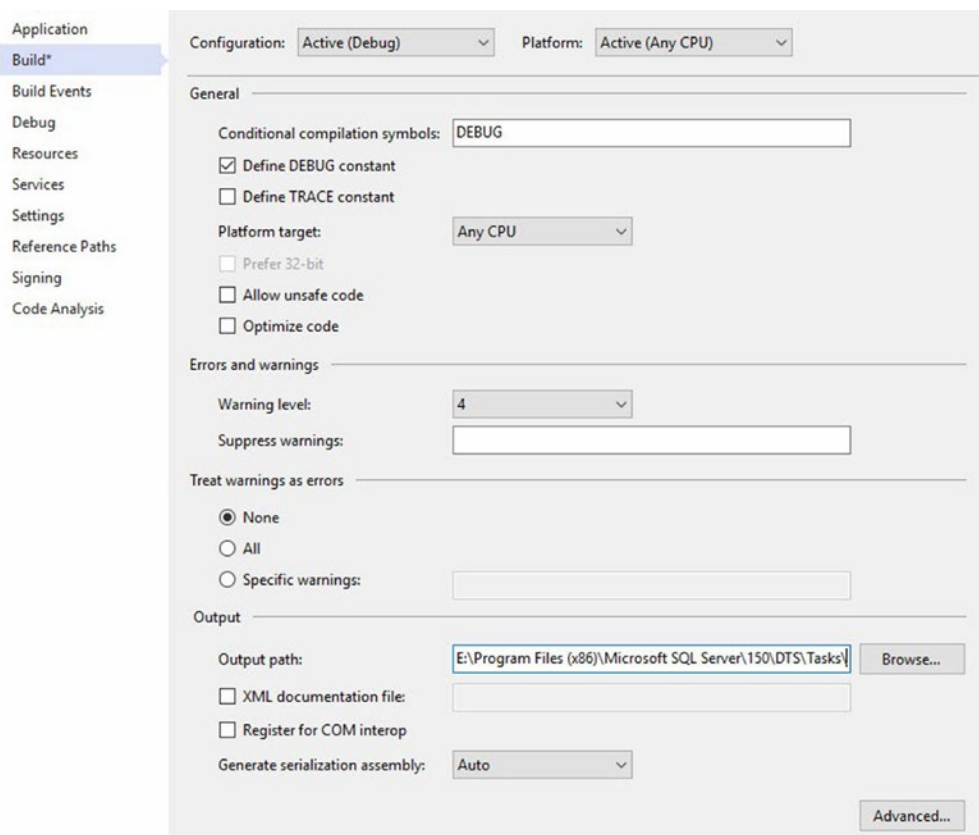 Application
Build*
Build Events
Debug
Resources
Services
Settings
Reference Paths
Signing
Code Analysis
Configuration: Active (Debug) Platform: Active (Any CPU)
General
Conditional compilation symbols: DEBUG
Define DEBUG constant
Define TRACE constant
Platform target: Any CPU
Prefer 32-bit
Allow unsafe code
Optimize code
Errors and warnings
Warning level: 4
Suppress warnings:
Treat warnings as errors
None
All
Specific warnings:
Output
Output path: E:\Program Files (x86)\Microsoft SQL Server\150\DTS\Tasks\ Browse...
XML documentation file:
Register for COM interop
Generate serialization assembly: Auto
Advanced...